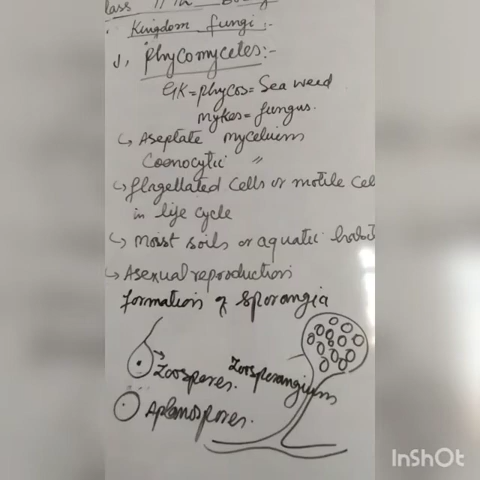 Kingdom fungi:-
1, Phycomycetes:-
GK = phycos = Sea weed
mykes = fungus.
↳ Aseptate mycelium
Coenocytic "
↳ flagellated cells or motile cel
in life cycle
↳ moist soils or aquatic habit
↳ Asexual reproduction
formation of sporangia
Zoospores.
Zoosporangium
Aplanospores.
InShOt